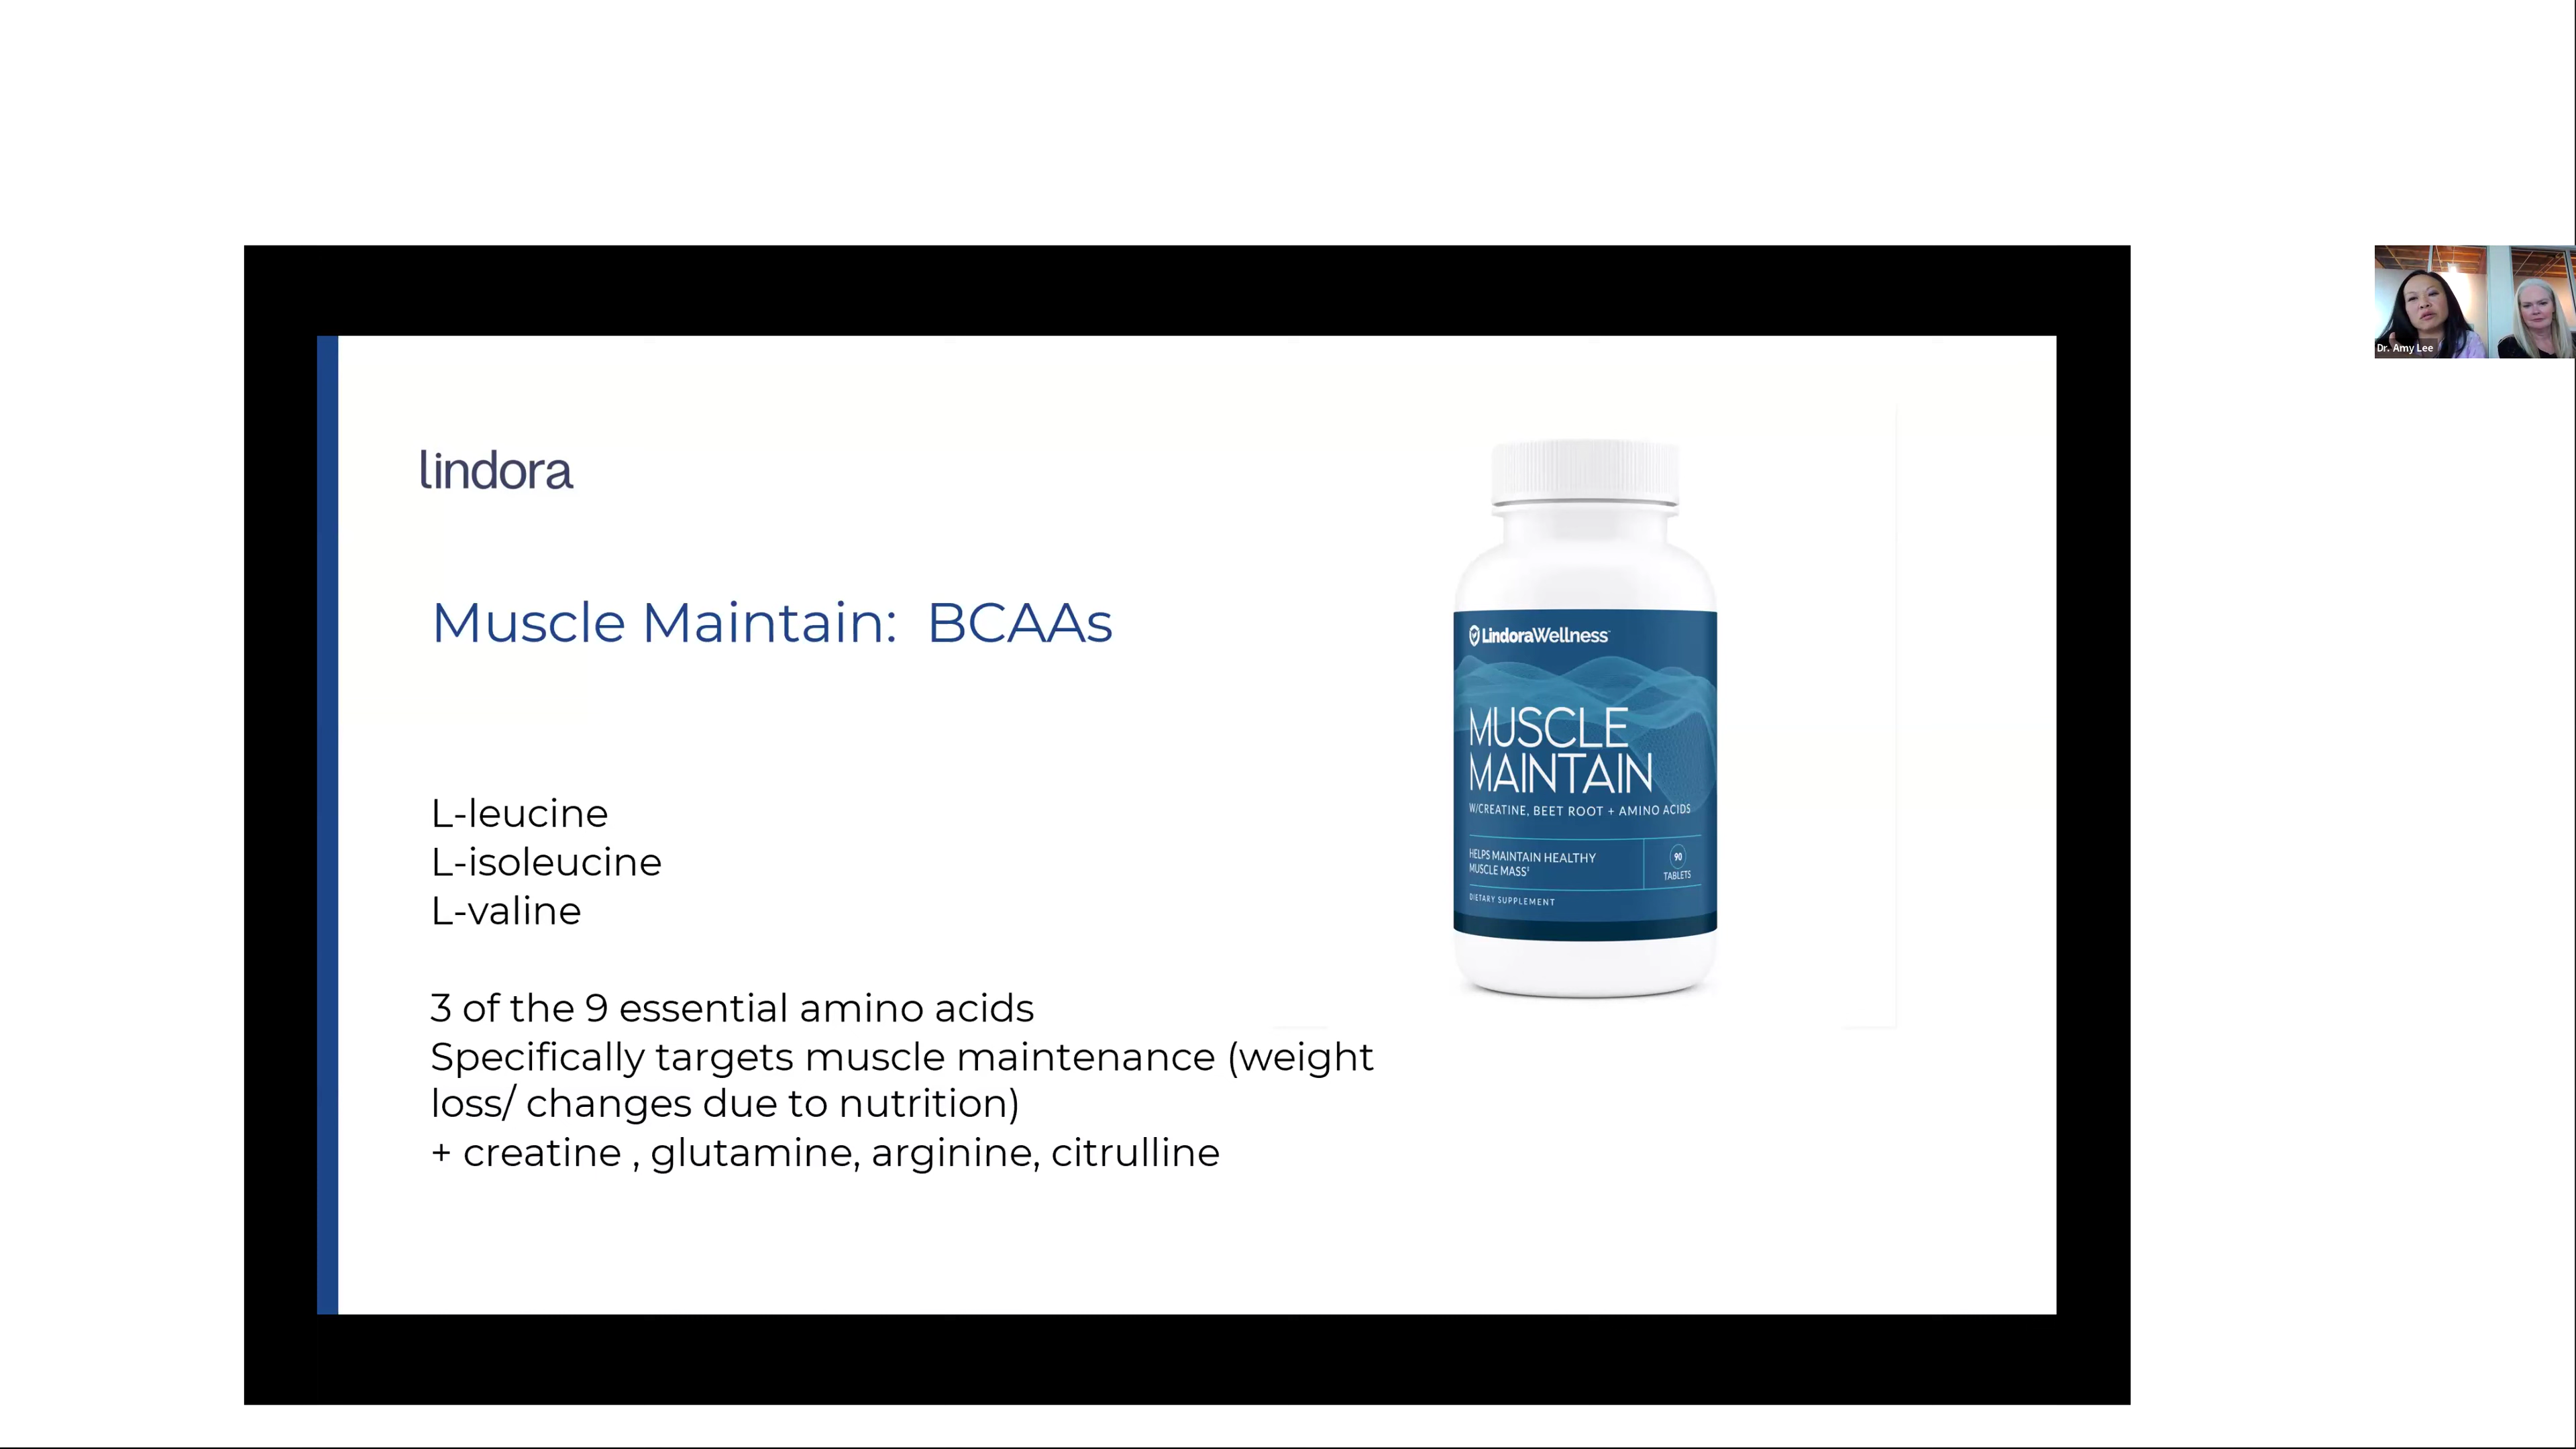 lindora
Muscle Maintain: BCAAs
L-leucine
L-isoleucine
L-valine
3 of the 9 essential amino acids
Specifically targets muscle maintenance (weight
loss/ changes due to nutrition)
+ creatine , glutamine, arginine, citrulline
LindoraWellness
MUSCLE
MAINTAIN
W/CREATINE, BEET ROOT + AMINO ACIDS
HELPS MAINTAIN HEALTHY
MUSCLE MASS‡
90
TABLETS
DIETARY SUPPLEMENT
Dr. Amy Lee